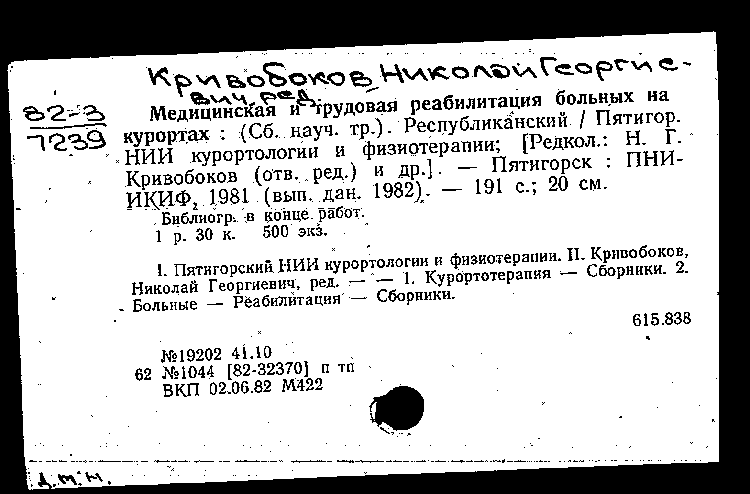 Кривобоков Николай Георгие-
вич, ред.
82-3
7239
Медицинская и трудовая реабилитация больных на
курортах : (Сб. науч. тр.). Республиканский / Пятигор.
НИИ курортологии и физиотерапии; [Редкол.: Н. Г.
Кривобоков (отв. ред.) и др.]. — Пятигорск : ПНИ-
ИКИФ, 1981 (вып. дан. 1982). — 191 с.; 20 см.
Библиогр. в конце работ.
1 р. 30 к. 500 экз.
I. Пятигорский НИИ курортологии и физиотерапии. II. Кривобоков,
Николай Георгиевич, ред. — — 1. Курортотерапия — Сборники. 2.
Больные — Реабилитация — Сборники.
615.838
№19202 41.10
62 №1044 [82-32370] п тп
ВКП 02.06.82 М422
Д.М.М.